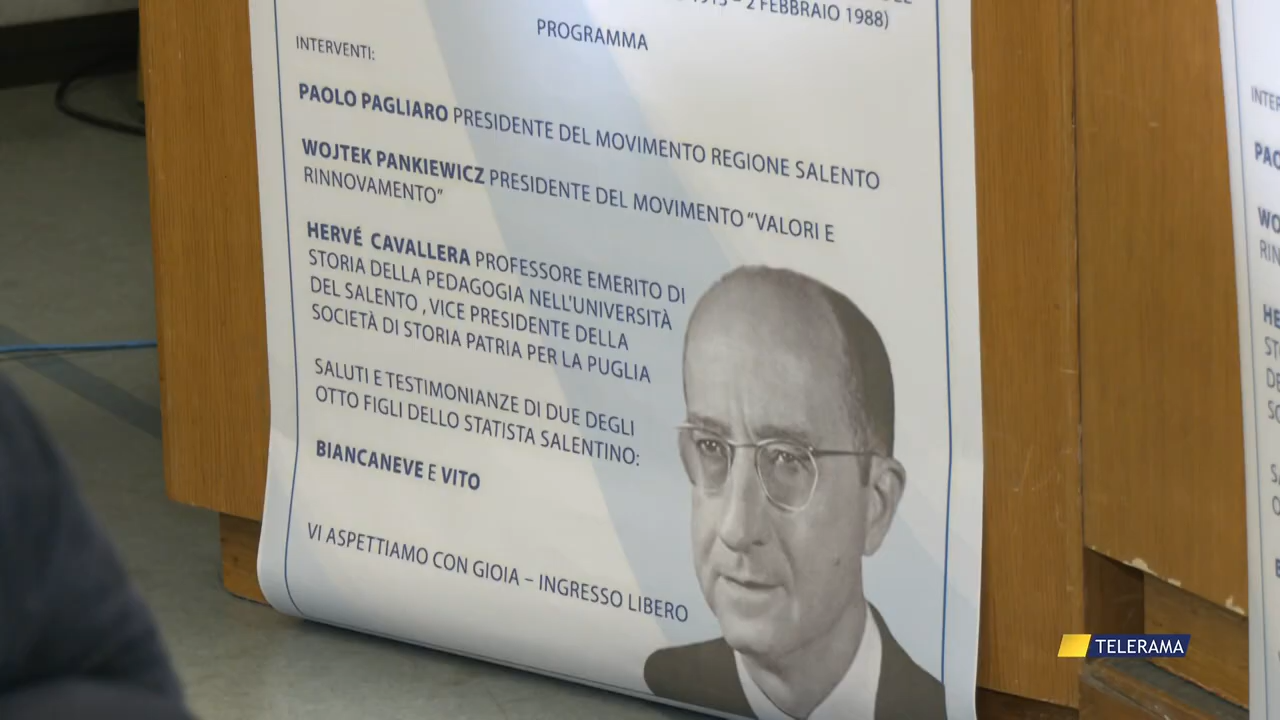 2 FEBBRAIO 1988)
PROGRAMMA
INTERVENTI:
PAOLO PAGLIARO PRESIDENTE DEL MOVIMENTO REGIONE SALENTO
WOJTEK PANKIEWICZ PRESIDENTE DEL MOVIMENTO “VALORI E
RINNOVAMENTO”
HERVÉ CAVALLERA PROFESSORE EMERITO DI
STORIA DELLA PEDAGOGIA NELL'UNIVERSITÀ
DEL SALENTO , VICE PRESIDENTE DELLA
SOCIETÀ DI STORIA PATRIA PER LA PUGLIA
SALUTI E TESTIMONIANZE DI DUE DEGLI
OTTO FIGLI DELLO STATISTA SALENTINO:
BIANCANEVE E VITO
VI ASPETTIAMO CON GIOIA – INGRESSO LIBERO
TELERAMA